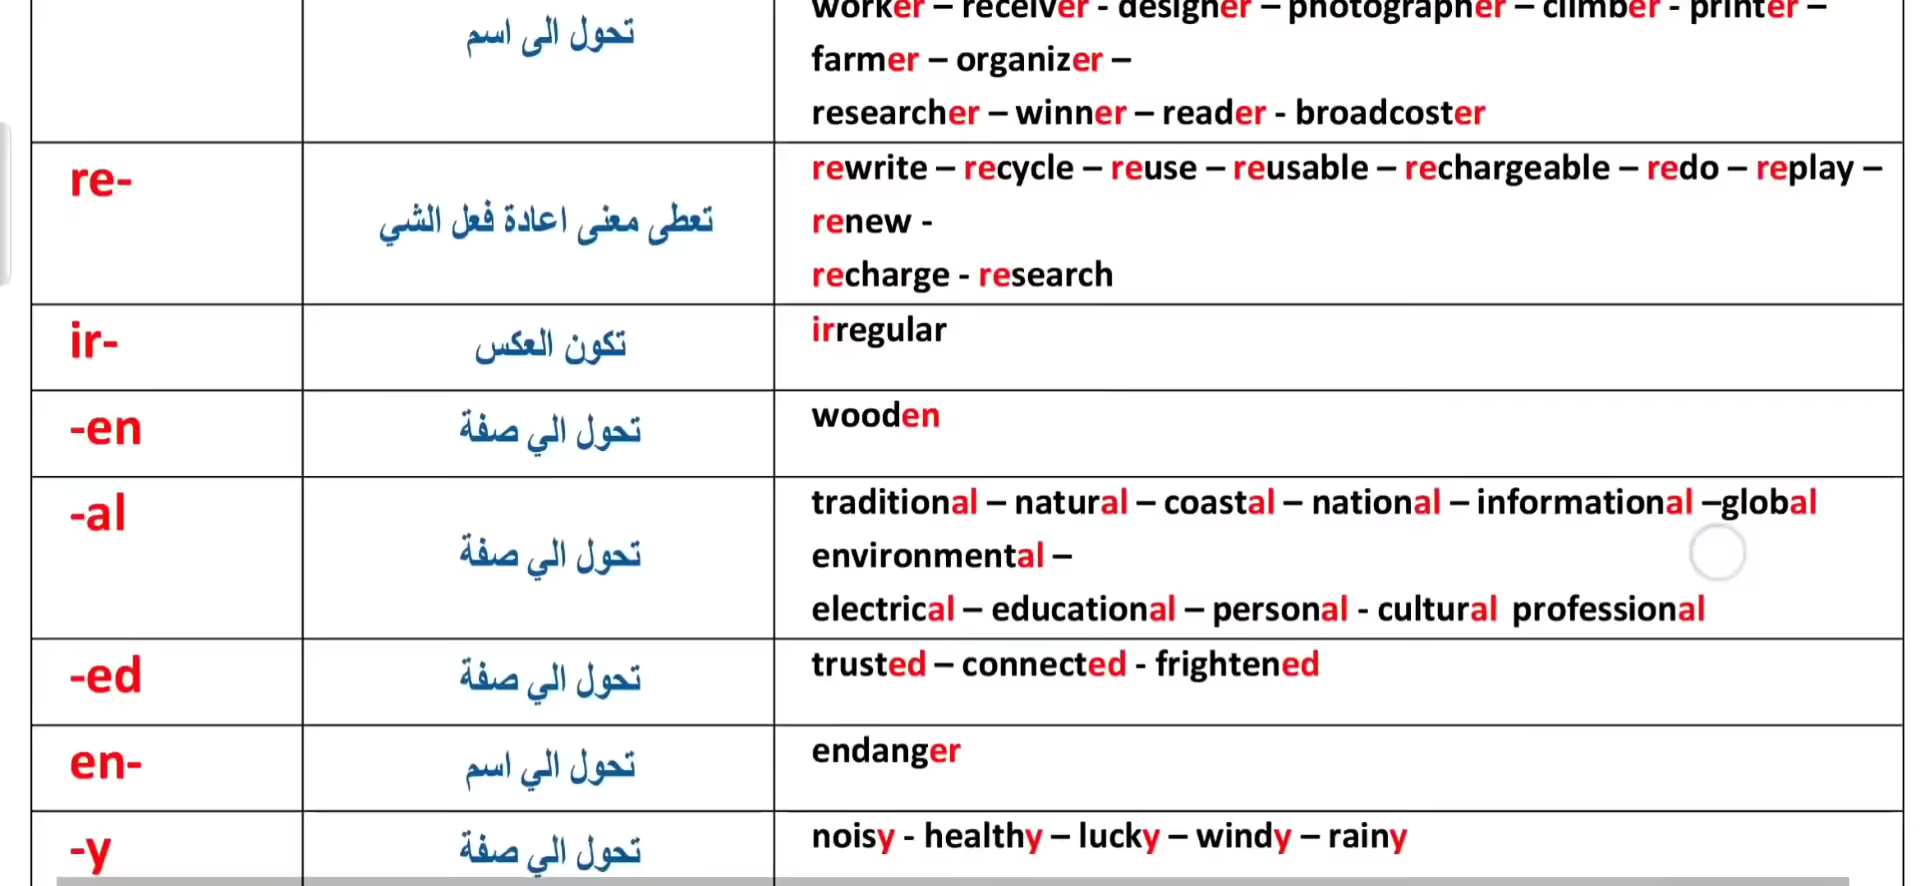 worker – receiver - designer – photographer – climber - printer –
تحول الى اسم
farmer – organizer –
researcher – winner – reader - broadcoster
re-
rewrite – recycle – reuse – reusable – rechargeable – redo – replay –
تعطى معنى اعادة فعل الشي
renew -
recharge - research
ir-
تكون العكس
irregular
-en
تحول الي صفة
wooden
-al
traditional – natural – coastal – national – informational –global
تحول الي صفة
environmental –
electrical – educational – personal - cultural professional
-ed
تحول الي صفة
trusted – connected - frightened
en-
تحول الي اسم
endanger
-y
تحول الي صفة
noisy - healthy – lucky – windy – rainy